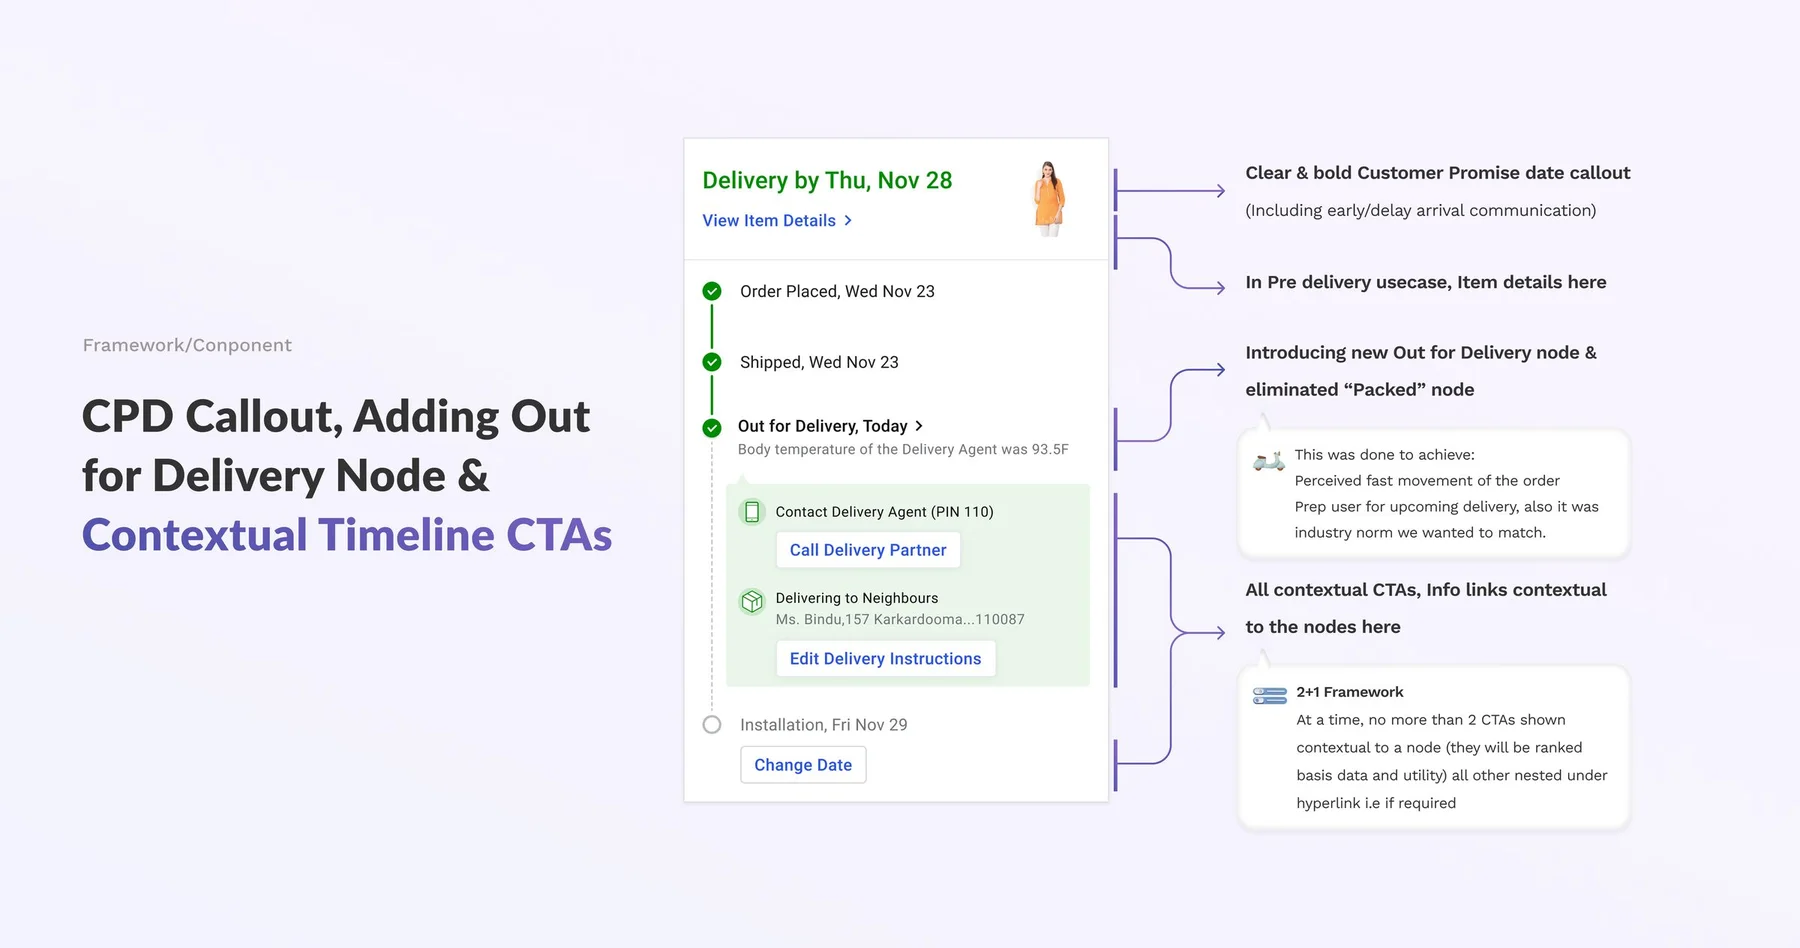 Framework/Conponent
CPD Callout, Adding Out
for Delivery Node &
Contextual Timeline CTAs
Delivery by Thu, Nov 28
View Item Details
Order Placed, Wed Nov 23
Shipped, Wed Nov 23
Out for Delivery, Today
Body temperature of the Delivery Agent was 93.5F
Contact Delivery Agent (PIN 110)
Call Delivery Partner
Delivering to Neighbours
Ms. Bindu,157 Karkardooma...110087
Edit Delivery Instructions
Installation, Fri Nov 29
Change Date
Clear & bold Customer Promise date callout
(Including early/delay arrival communication)
In Pre delivery usecase, Item details here
Introducing new Out for Delivery node &
eliminated “Packed” node
This was done to achieve:
Perceived fast movement of the order
Prep user for upcoming delivery, also it was
industry norm we wanted to match.
All contextual CTAs, Info links contextual
to the nodes here
2+1 Framework
At a time, no more than 2 CTAs shown
contextual to a node (they will be ranked
basis data and utility) all other nested under
hyperlink i.e if required